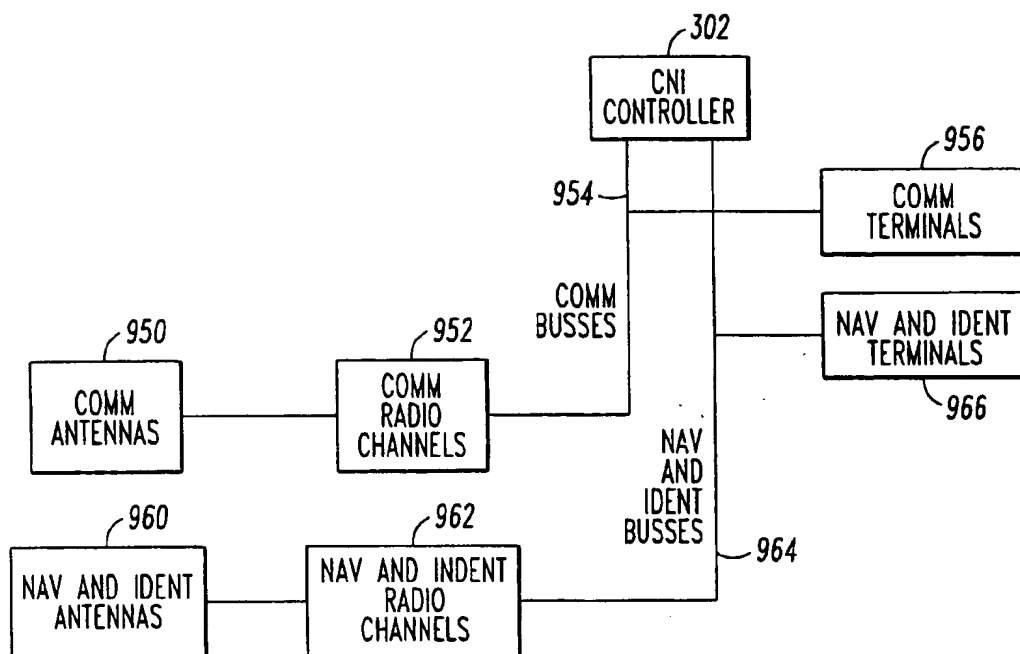 302
CNI
CONTROLLER
954
956
COMM
TERMINALS
COMM
BUSSES
NAV AND IDENT
TERMINALS
966
950
COMM
ANTENNAS
952
COMM
RADIO
CHANNELS
NAV
AND
IDENT
BUSSES
964
960
NAV AND IDENT
ANTENNAS
962
NAV AND INDENT
RADIO
CHANNELS